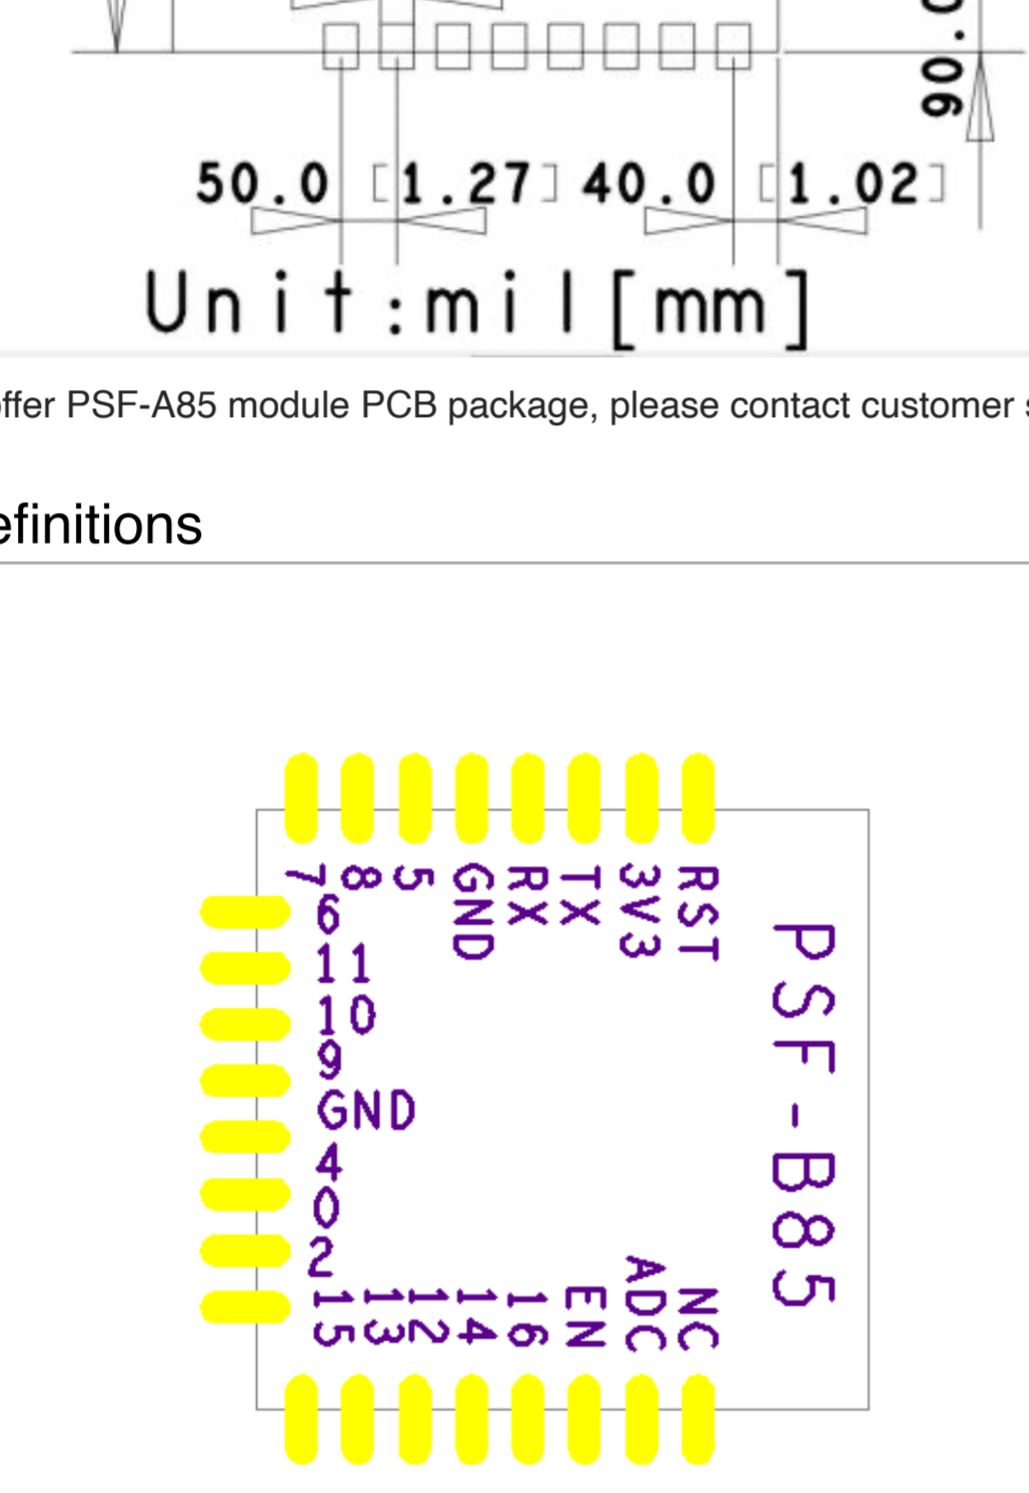 90.0
50.0 [1.27] 40.0 [1.02]
Unit:mil[mm]
ffer PSF-A85 module PCB package, please contact customer
efinitions
7 8 5 GND RX TX 3V3 RST
6
11
10
9
GND
4
0
2
15 13 12 14 16 EN ADC NC
PSF-B85